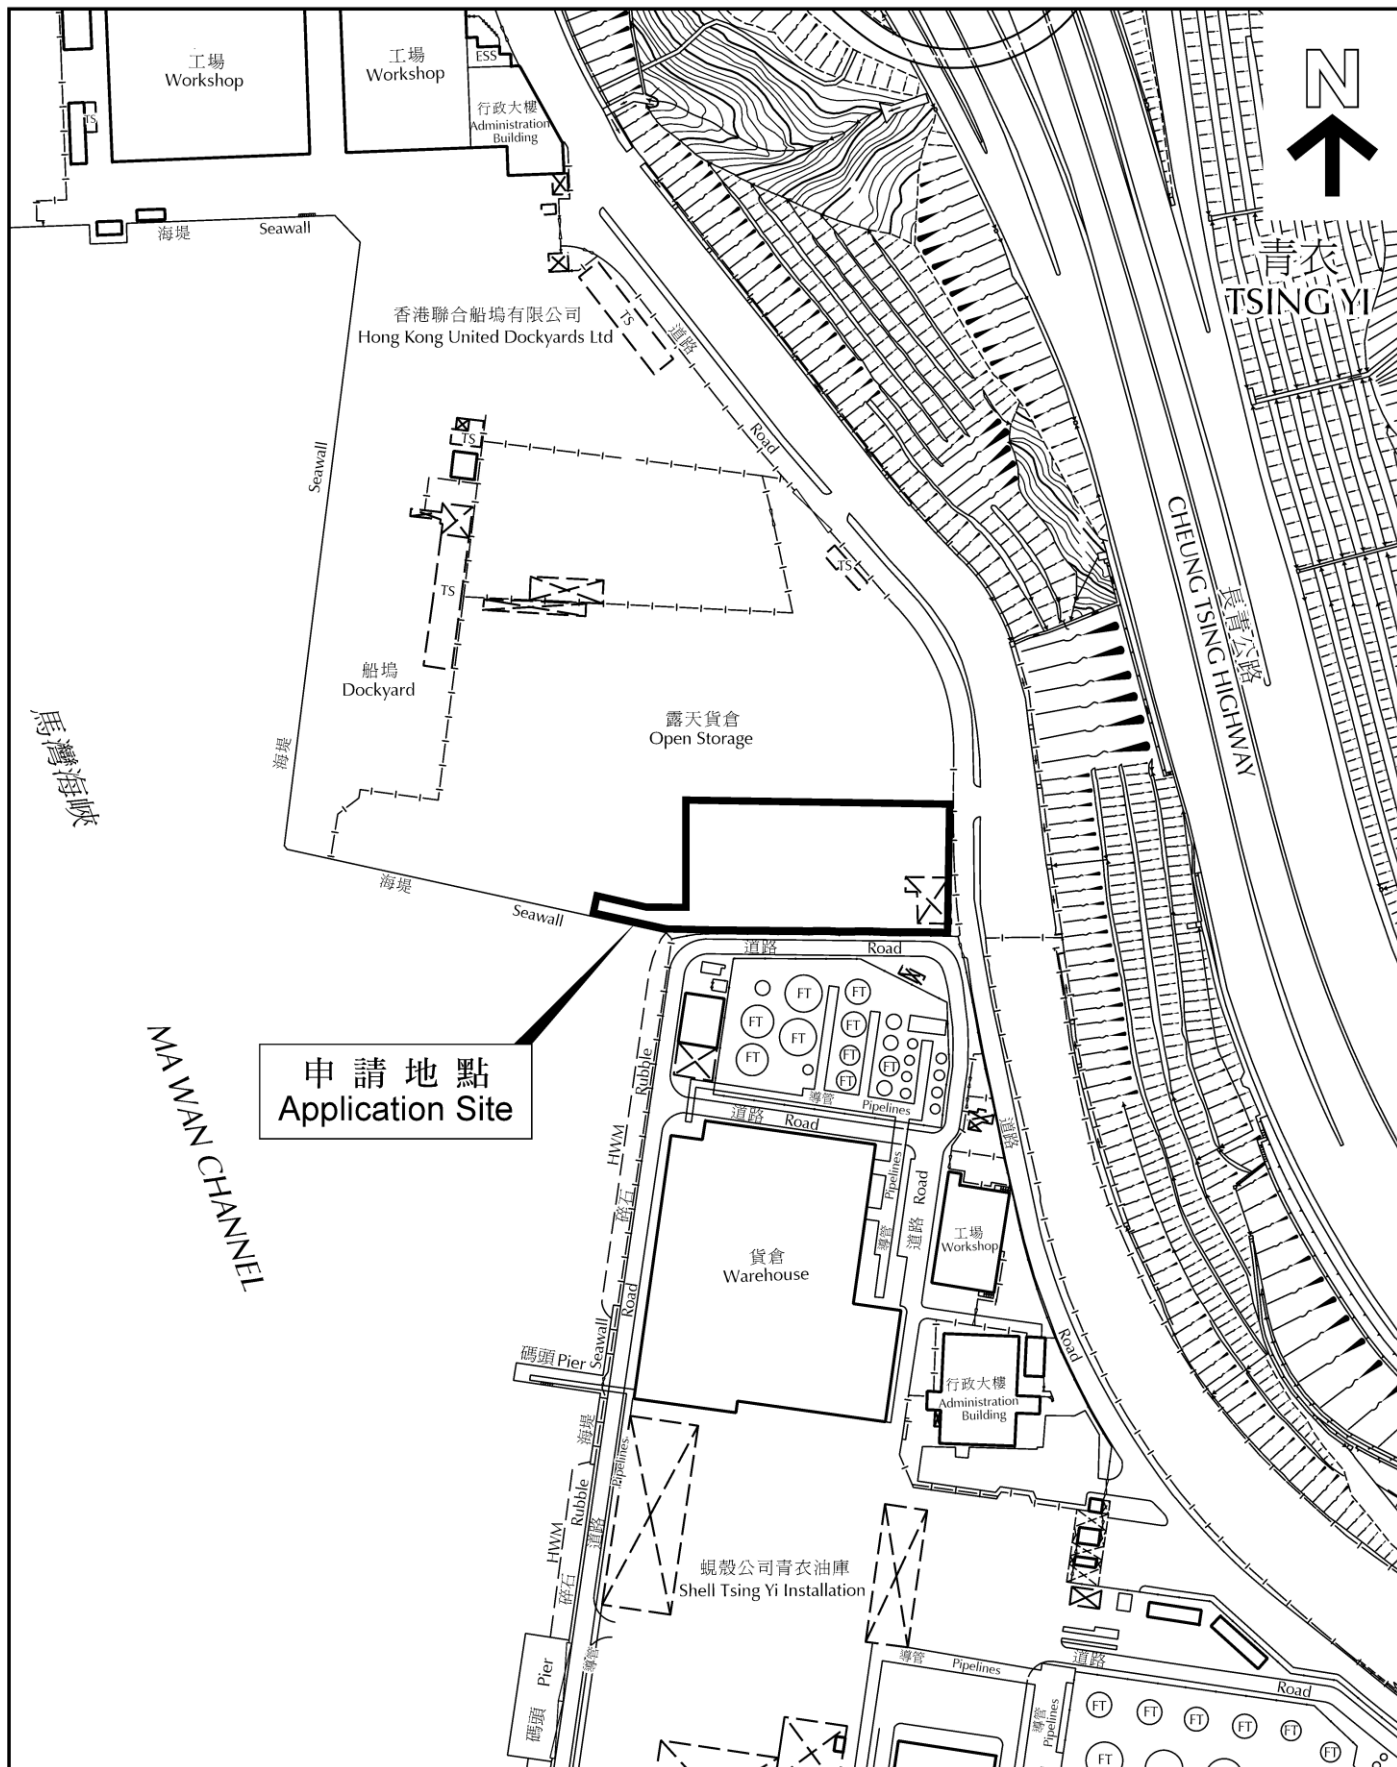 工場
Workshop
工場
Workshop
ESS
行政大樓
Administration
Building
TS
N
青衣
TSING YI
海堤
Seawall
香港聯合船塢有限公司
Hong Kong United Dockyards Ltd
TS
道路
Road
Seawall
TS
TS
TS
CHEUNG TSING HIGHWAY
長青公路
船塢
Dockyard
露天貨倉
Open Storage
海堤
馬灣海峽
海堤
Seawall
道路
Road
FT
FT
FT
FT
FT
FT
FT
FT
FT
導管
Pipelines
MA WAN CHANNEL
申請地點
Application Site
Rubble
HWM
碎石
道路
Road
道路
Pipelines
導管
Road
道路
工場
Workshop
貨倉
Warehouse
Road
Seawall
碼頭 Pier
海堤
Pipelines
Road
行政大樓
Administration
Building
Rubble
HWM
道路
碎石
蜆殼公司青衣油庫
Shell Tsing Yi Installation
導管
Pier
碼頭
導管
Pipelines
道路
Road
導管
Pipelines
FT
FT
FT
FT
FT
FT
FT